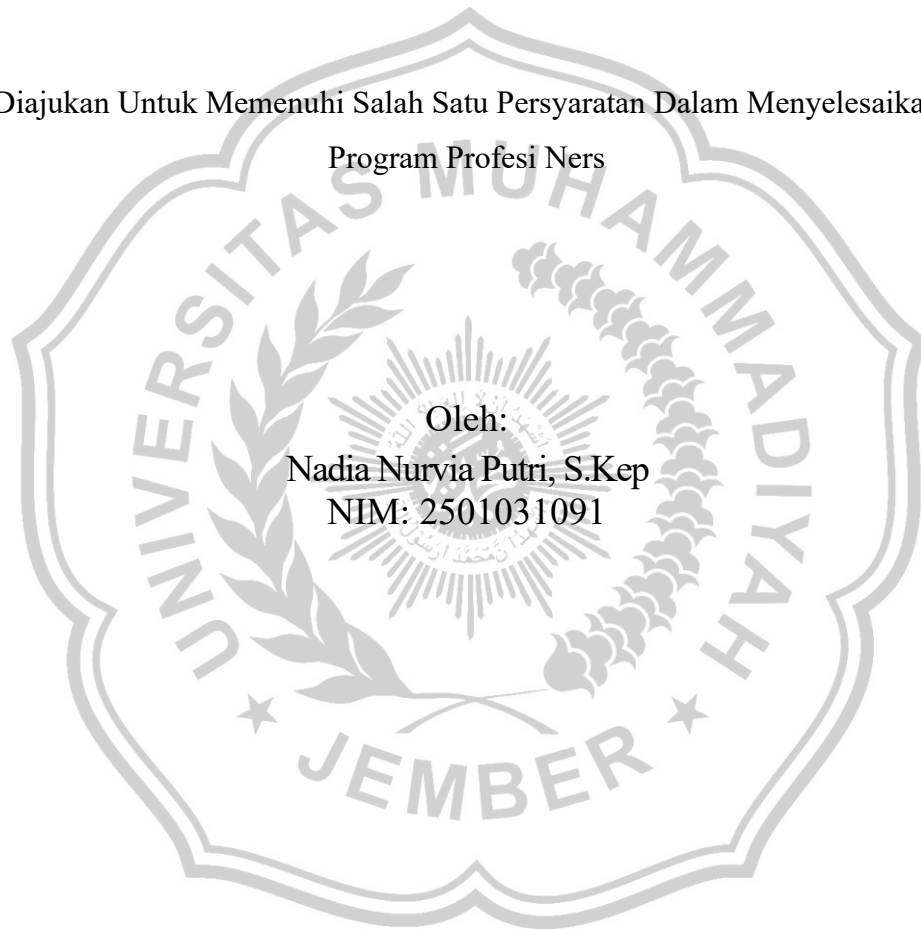 Diajukan Untuk Memenuhi Salah Satu Persyaratan Dalam Menyelesaika
Program Profesi Ners
UNIVERSITAS MUHAMMADIYAH
Oleh:
Nadia Nurvia Putri, S.Kep
NIM: 2501031091
JEMBER